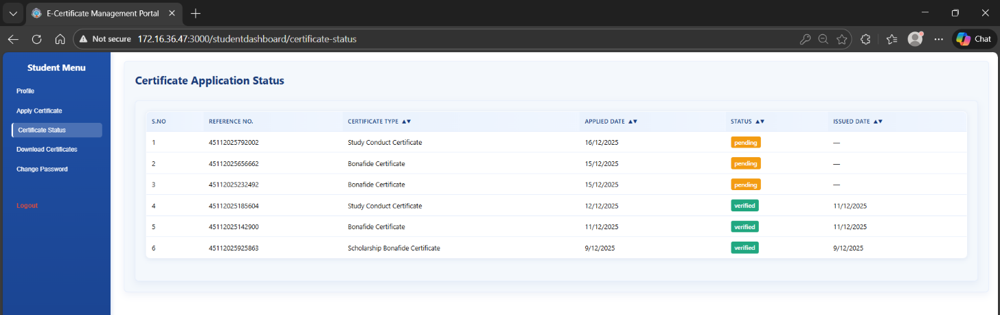 E-Certificate Management Portal
Not secure 172.16.36.47:3000/studentdashboard/certificate-status
Chat
Student Menu
Profile
Apply Certificate
Certificate Status
Download Certificates
Change Password
Logout
Certificate Application Status
S.NO REFERENCE NO. CERTIFICATE TYPE ▲▼ APPLIED DATE ▲▼ STATUS ▲▼ ISSUED DATE ▲▼
1 45112025792002 Study Conduct Certificate 16/12/2025 pending —
2 45112025656662 Bonafide Certificate 15/12/2025 pending —
3 45112025232492 Bonafide Certificate 15/12/2025 pending —
4 45112025185604 Study Conduct Certificate 12/12/2025 verified 11/12/2025
5 45112025142900 Bonafide Certificate 11/12/2025 verified 11/12/2025
6 45112025925863 Scholarship Bonafide Certificate 9/12/2025 verified 9/12/2025